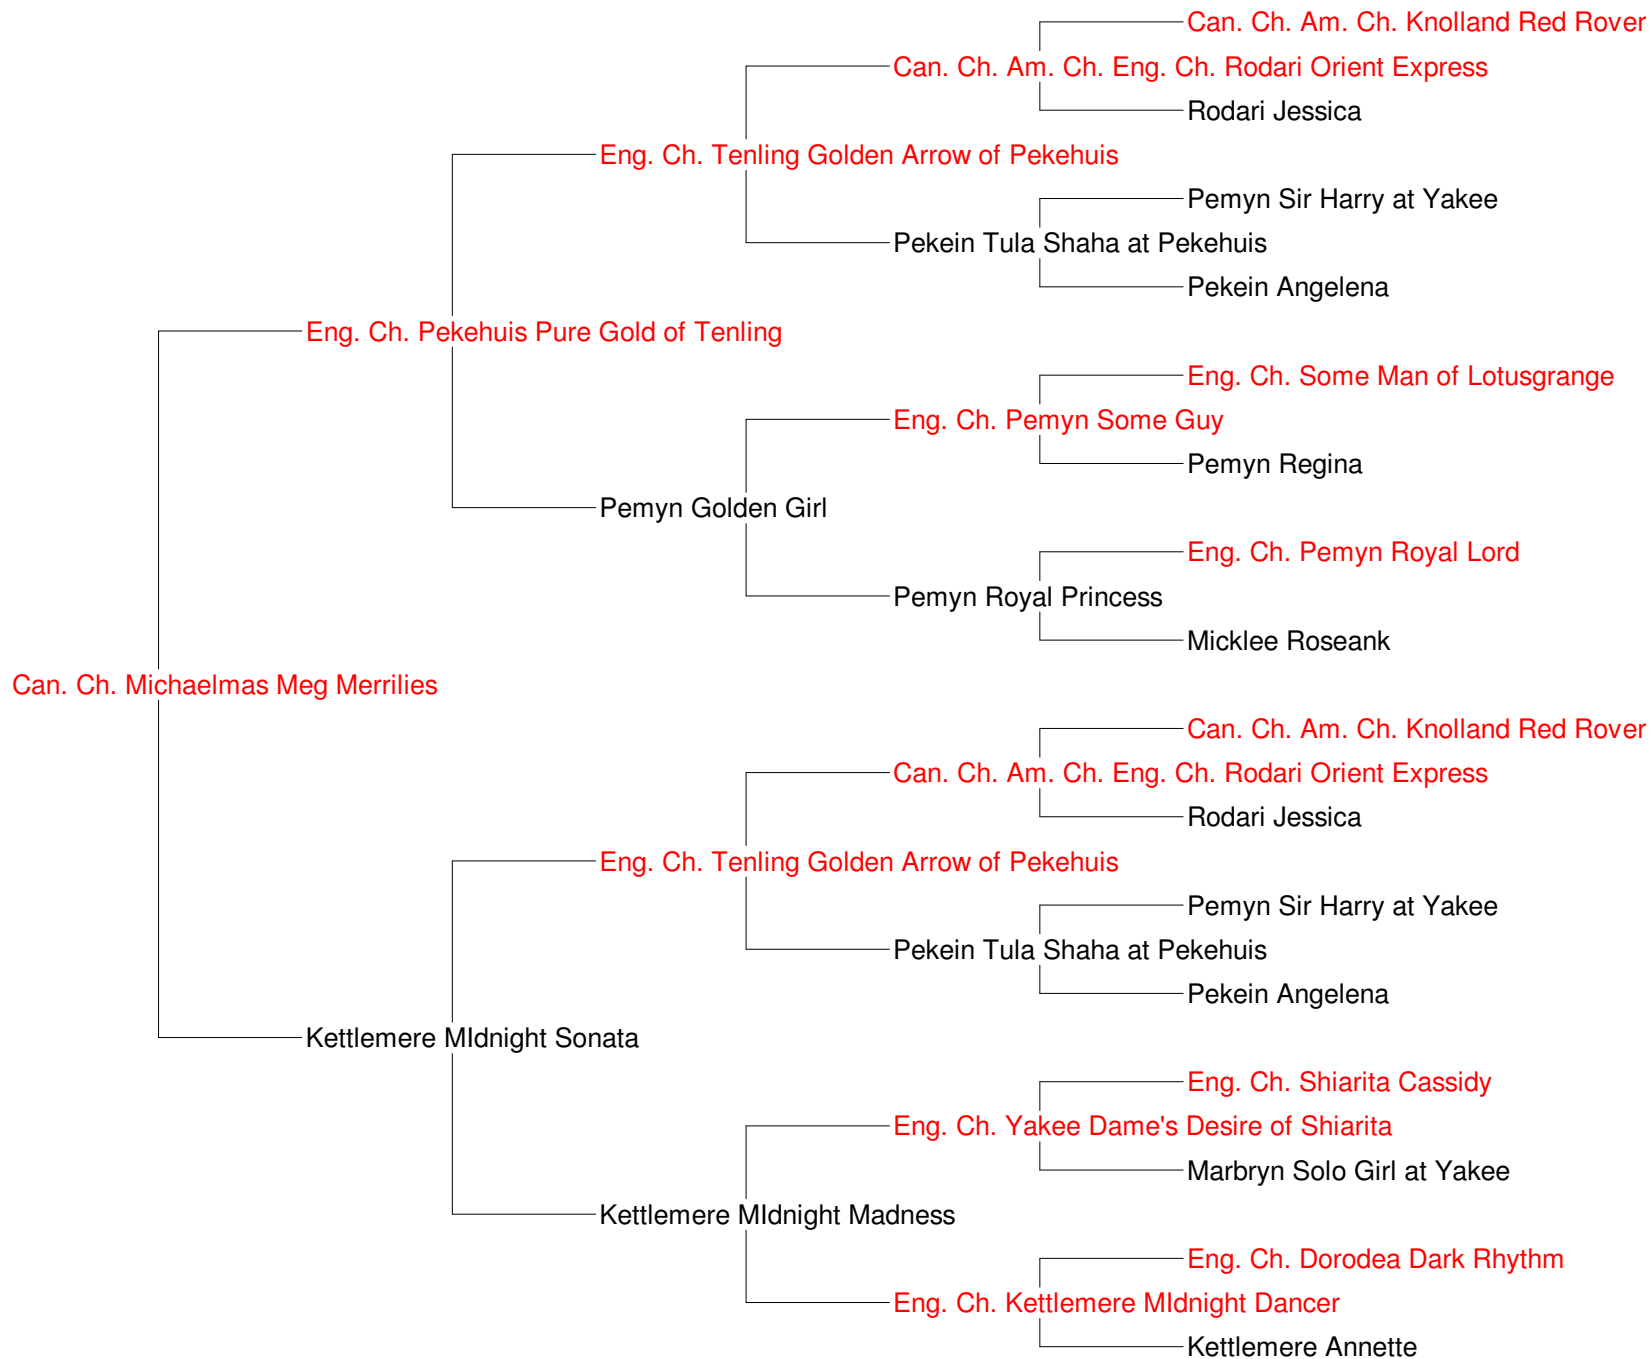 Can. Ch. Am. Ch. Knolland Red Rover
Can. Ch. Am. Ch. Eng. Ch. Rodari Orient Express
Rodari Jessica
Eng. Ch. Tenling Golden Arrow of Pekehuis
Pemyn Sir Harry at Yakee
Pekein Tula Shaha at Pekehuis
Pekein Angelena
Eng. Ch. Pekehuis Pure Gold of Tenling
Eng. Ch. Some Man of Lotusgrange
Eng. Ch. Pemyn Some Guy
Pemyn Regina
Pemyn Golden Girl
Eng. Ch. Pemyn Royal Lord
Pemyn Royal Princess
Micklee Roseank
Can. Ch. Michaelmas Meg Merrilies
Can. Ch. Am. Ch. Knolland Red Rover
Can. Ch. Am. Ch. Eng. Ch. Rodari Orient Express
Rodari Jessica
Eng. Ch. Tenling Golden Arrow of Pekehuis
Pemyn Sir Harry at Yakee
Pekein Tula Shaha at Pekehuis
Pekein Angelena
Kettlemere MIdnight Sonata
Eng. Ch. Shiarita Cassidy
Eng. Ch. Yakee Dame's Desire of Shiarita
Marbryn Solo Girl at Yakee
Kettlemere MIdnight Madness
Eng. Ch. Dorodea Dark Rhythm
Eng. Ch. Kettlemere MIdnight Dancer
Kettlemere Annette